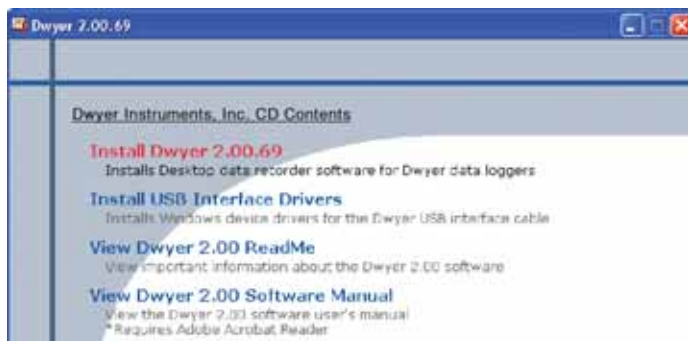 Dwyer 2.00.69
Dwyer Instruments, Inc. CD Contents
Install Dwyer 2.00.69
Installs Desktop data recorder software for Dwyer data loggers
Install USB Interface Drivers
Installs Windows device drivers for the Dwyer USB interface cable
View Dwyer 2.00 ReadMe
View important information about the Dwyer 2.00 software
View Dwyer 2.00 Software Manual
View the Dwyer 2.00 software user's manual
*Requires Adobe Acrobat Reader